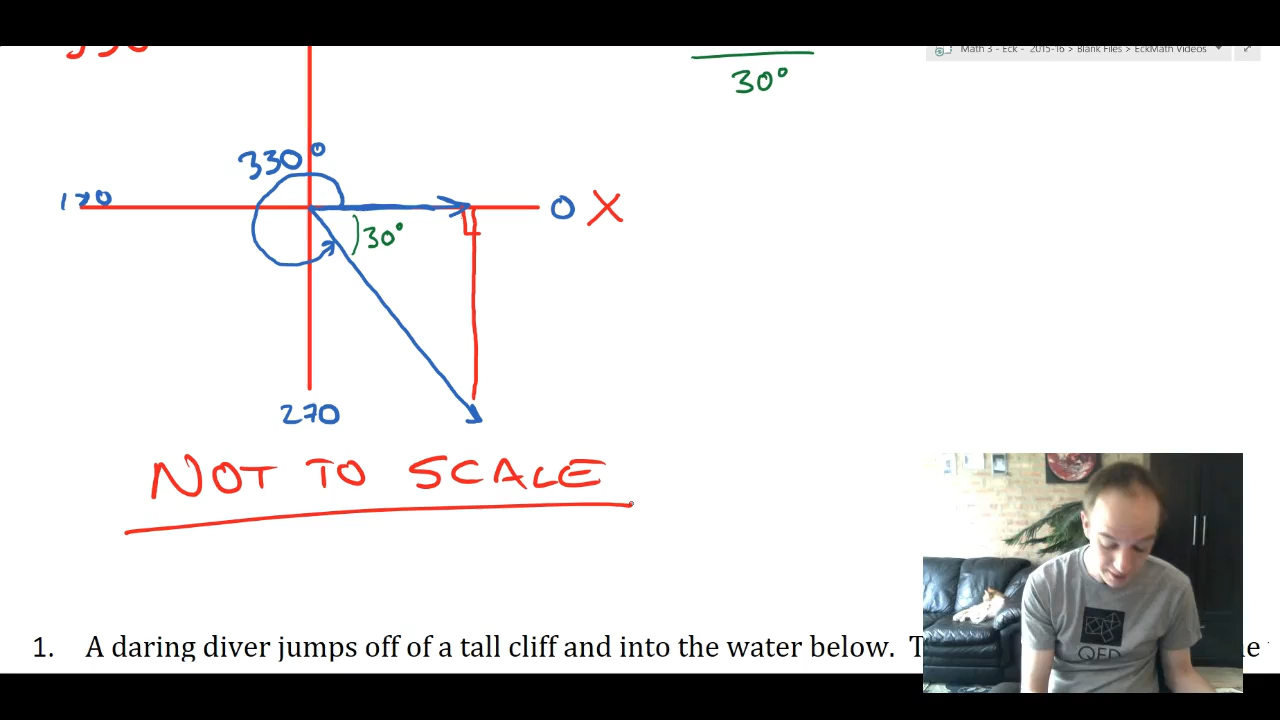 330
Math 3 - Eck - 2015-16 > Blank Files > EckMath Videos
30°
330°
180
0 X
30°
270
NOT TO SCALE
1. A daring diver jumps off of a tall cliff and into the water below.
QED